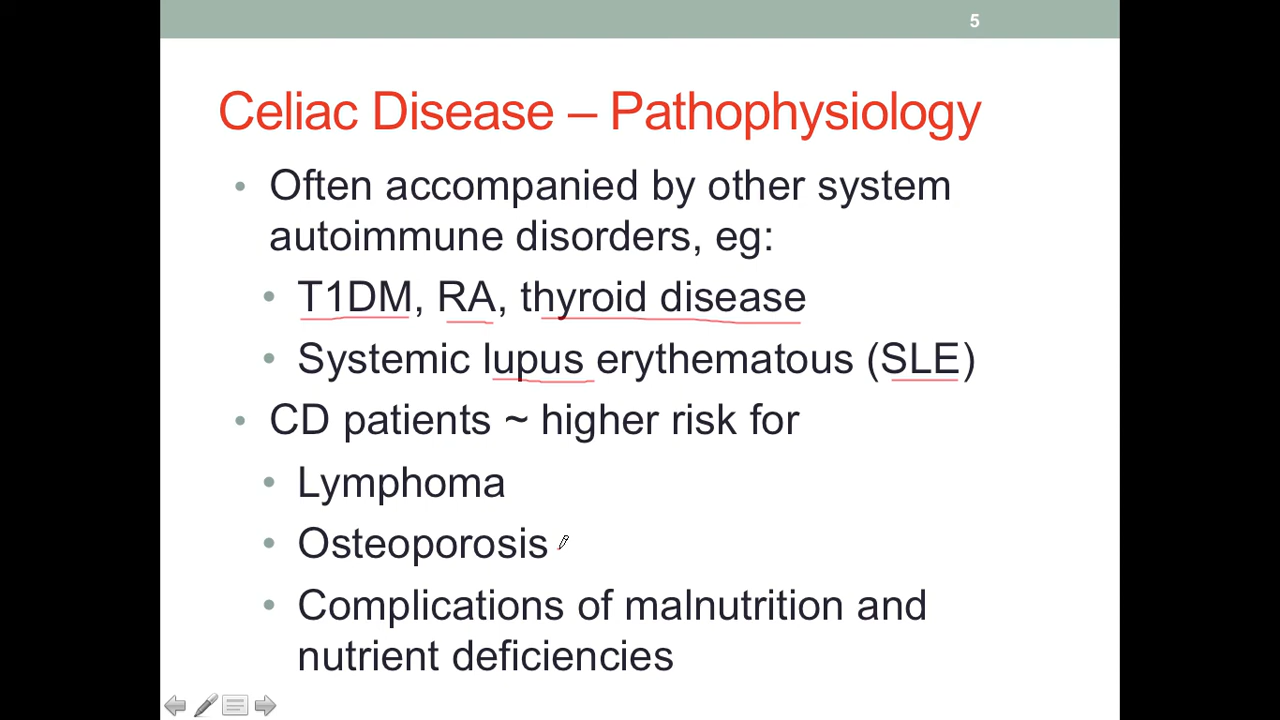 5
Celiac Disease – Pathophysiology
• Often accompanied by other system
autoimmune disorders, eg:
• T1DM, RA, thyroid disease
• Systemic lupus erythematous (SLE)
• CD patients ~ higher risk for
• Lymphoma
• Osteoporosis
• Complications of malnutrition and
nutrient deficiencies